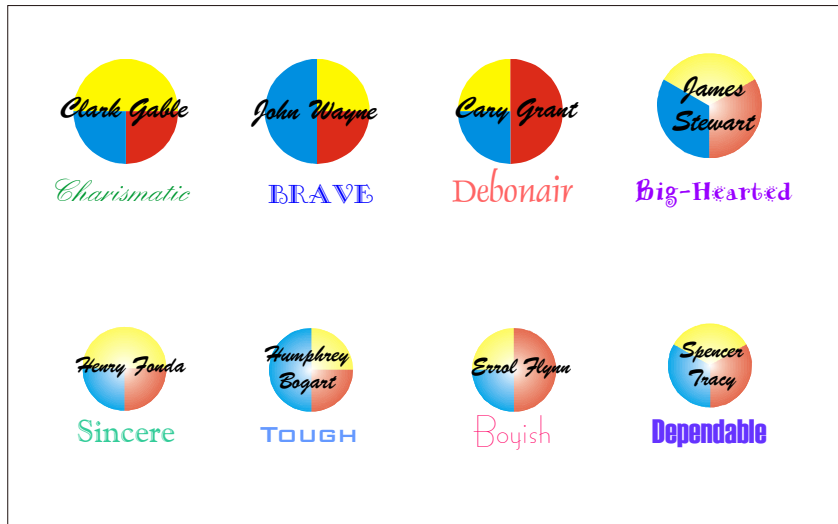 Clark Gable
Charismatic
John Wayne
BRAVE
Cary Grant
Debonair
James
Stewart
Big-Hearted
Henry Fonda
Sincere
Humphrey
Bogart
TOUGH
Errol Flynn
Boyish
Spencer
Tracy
Dependable